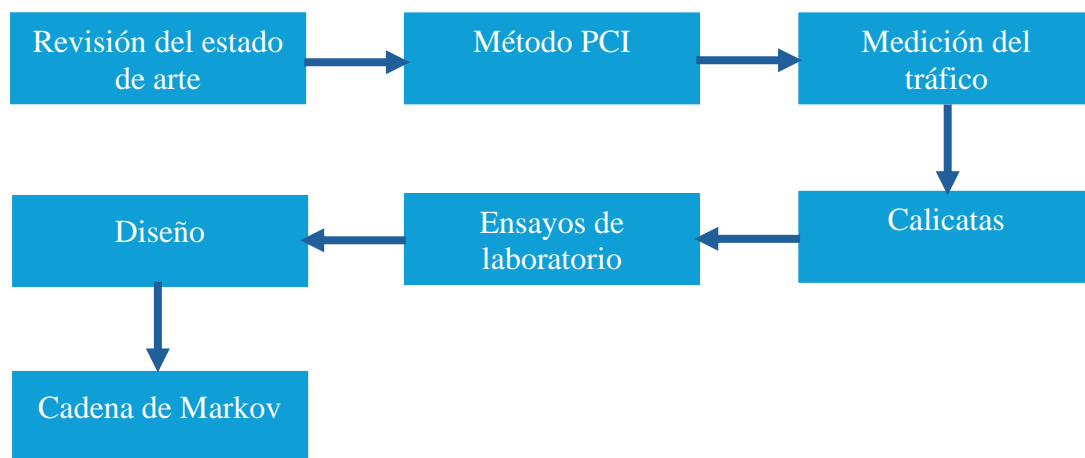 Revisión del estado
de arte
Método PCI
Medición del
tráfico
Calicatas
Ensayos de
laboratorio
Diseño
Cadena de Markov